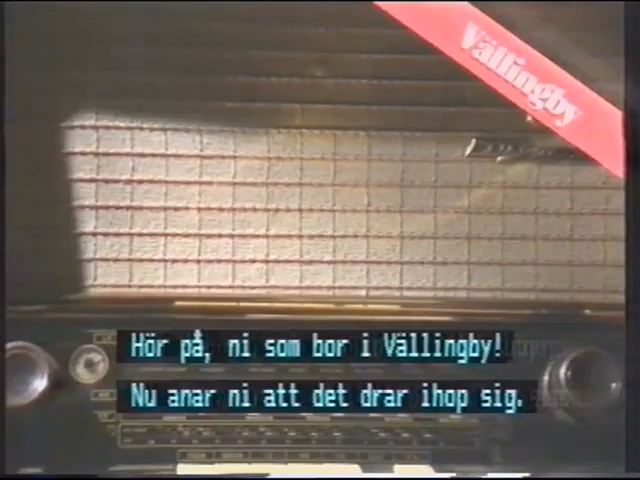 Vällingby
Hör på, ni som bor i Vällingby!
Nu anar ni att det drar ihop sig.